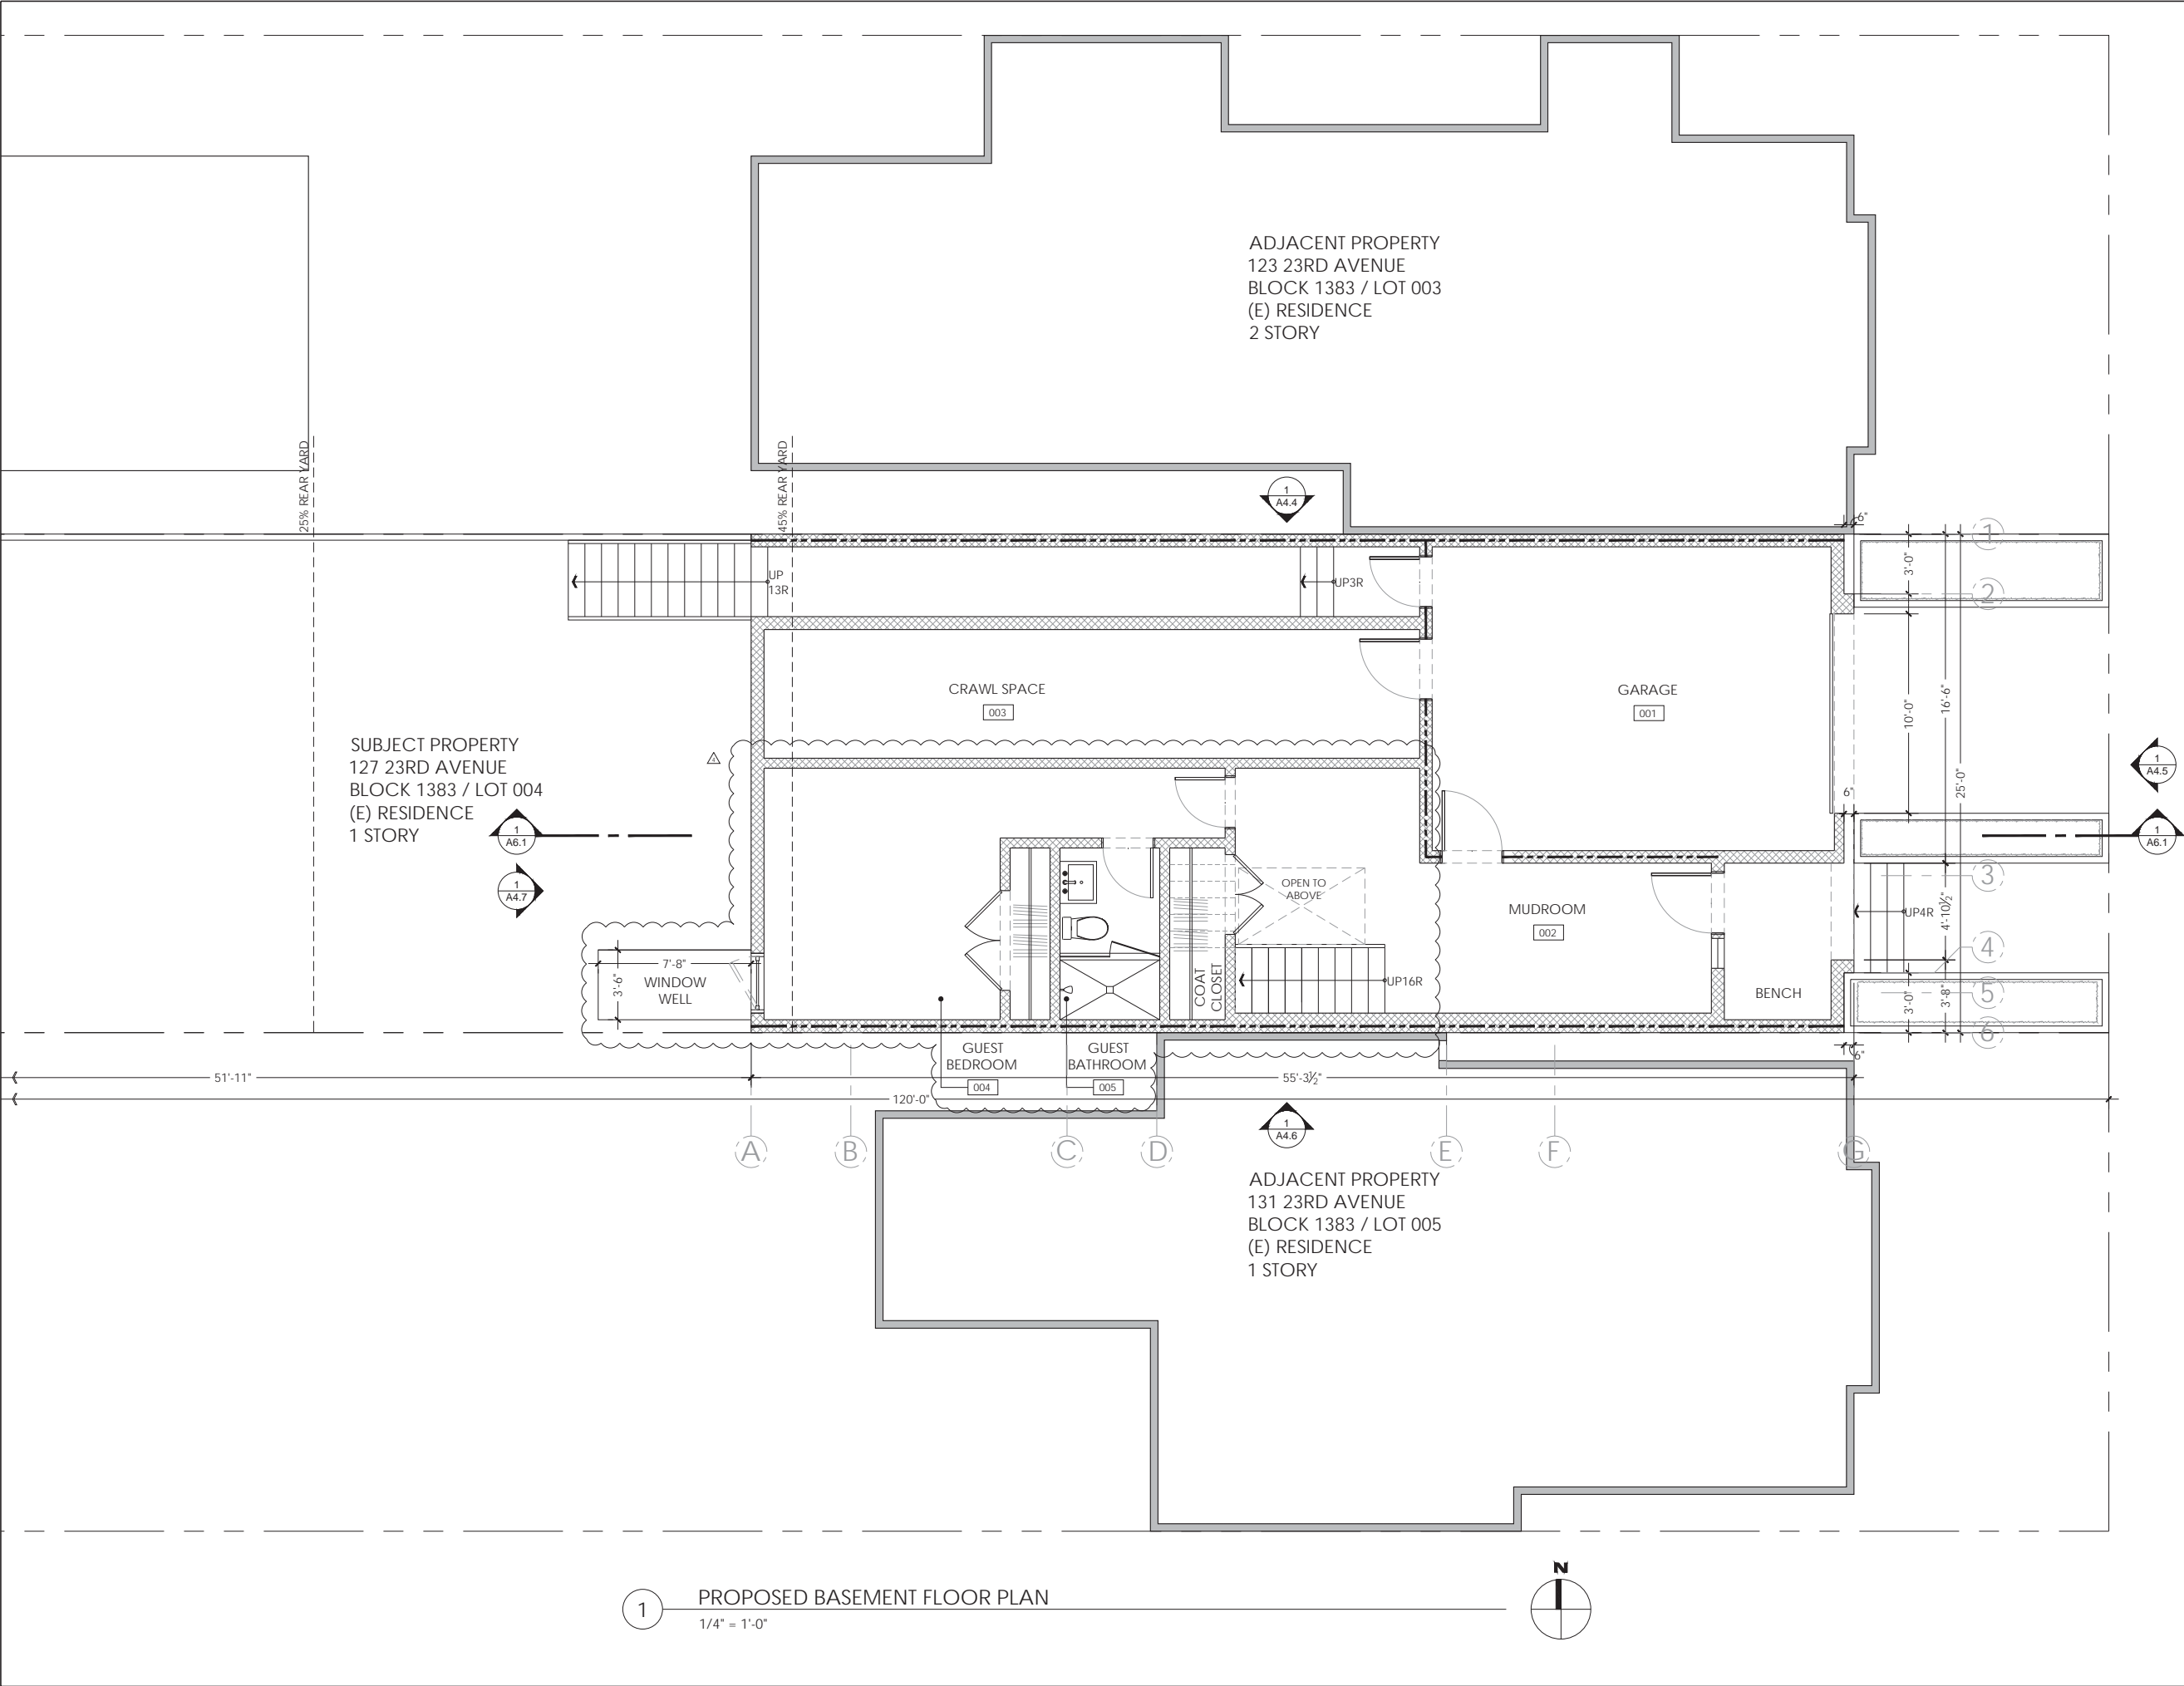 ADJACENT PROPERTY
123 23RD AVENUE
BLOCK 1383 / LOT 003
(E) RESIDENCE
2 STORY
25% REAR YARD
45% REAR YARD
1
A4.4
6"
1
2
3'-0"
UP
13R
UP3R
CRAWL SPACE
003
GARAGE
001
10'-0"
16'-6"
25'-0"
6"
1
A4.5
1
A6.1
SUBJECT PROPERTY
127 23RD AVENUE
BLOCK 1383 / LOT 004
(E) RESIDENCE
1 STORY
1
A6.1
1
A4.7
OPEN TO
ABOVE
MUDROOM
002
3
UP4R
4'-10½"
4
7'-8"
3'-6"
WINDOW
WELL
COAT
CLOSET
UP16R
BENCH
3'-0"
3'-8"
5
6
6"
GUEST
BEDROOM
004
GUEST
BATHROOM
005
51'-11"
55'-3½"
120'-0"
1
A4.6
A
B
C
D
E
F
G
ADJACENT PROPERTY
131 23RD AVENUE
BLOCK 1383 / LOT 005
(E) RESIDENCE
1 STORY
N
1
PROPOSED BASEMENT FLOOR PLAN
1/4" = 1'-0"